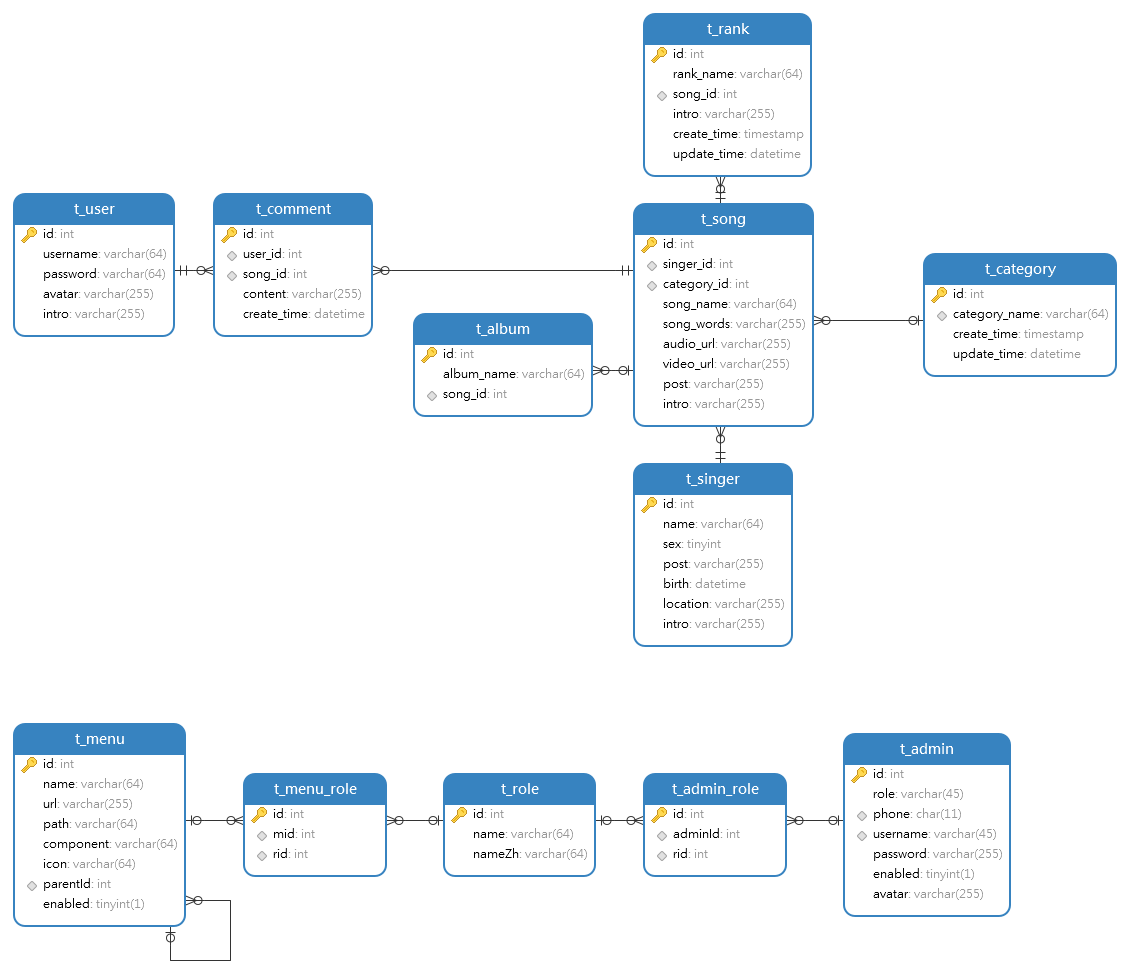 t_rank
id: int
rank_name: varchar(64)
song_id: int
intro: varchar(255)
create_time: timestamp
update_time: datetime
t_user
id: int
username: varchar(64)
password: varchar(64)
avatar: varchar(255)
intro: varchar(255)
t_comment
id: int
user_id: int
song_id: int
content: varchar(255)
create_time: datetime
t_song
id: int
singer_id: int
category_id: int
song_name: varchar(64)
song_words: varchar(255)
audio_url: varchar(255)
video_url: varchar(255)
post: varchar(255)
intro: varchar(255)
t_category
id: int
category_name: varchar(64)
create_time: timestamp
update_time: datetime
t_album
id: int
album_name: varchar(64)
song_id: int
t_singer
id: int
name: varchar(64)
sex: tinyint
post: varchar(255)
birth: datetime
location: varchar(255)
intro: varchar(255)
t_menu
id: int
name: varchar(64)
url: varchar(255)
path: varchar(64)
component: varchar(64)
icon: varchar(64)
parentId: int
enabled: tinyint(1)
t_menu_role
id: int
mid: int
rid: int
t_role
id: int
name: varchar(64)
nameZh: varchar(64)
t_admin_role
id: int
adminId: int
rid: int
t_admin
id: int
role: varchar(45)
phone: char(11)
username: varchar(45)
password: varchar(255)
enabled: tinyint(1)
avatar: varchar(255)